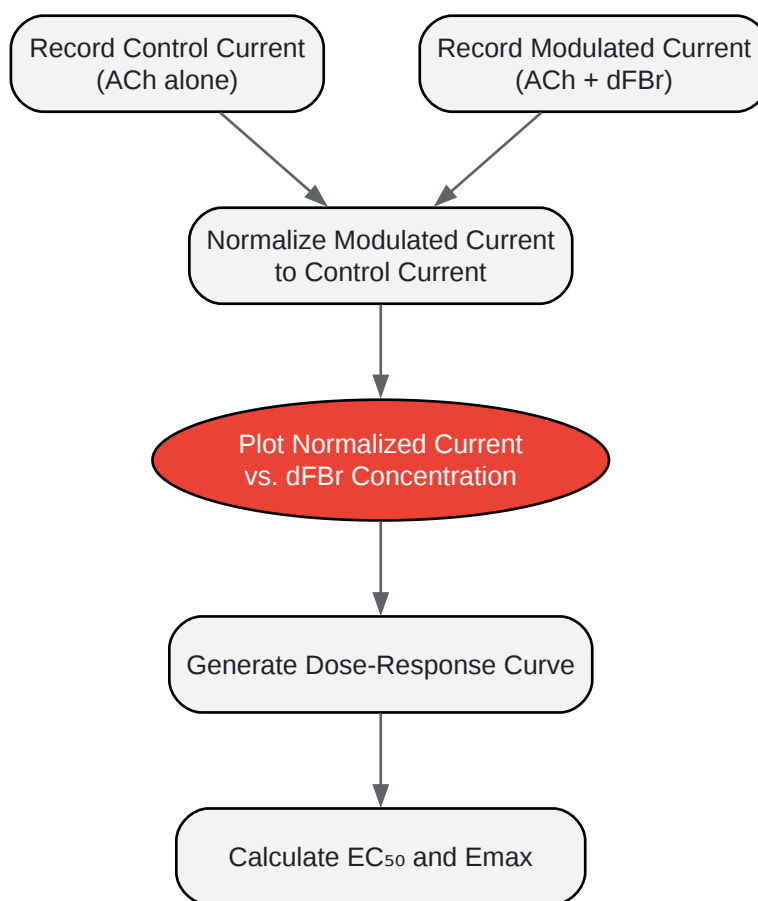 Record Control Current
(ACh alone)
Record Modulated Current
(ACh + dFBr)
Normalize Modulated Current
to Control Current
Plot Normalized Current
vs. dFBr Concentration
Generate Dose-Response Curve
Calculate EC₅₀ and Emax